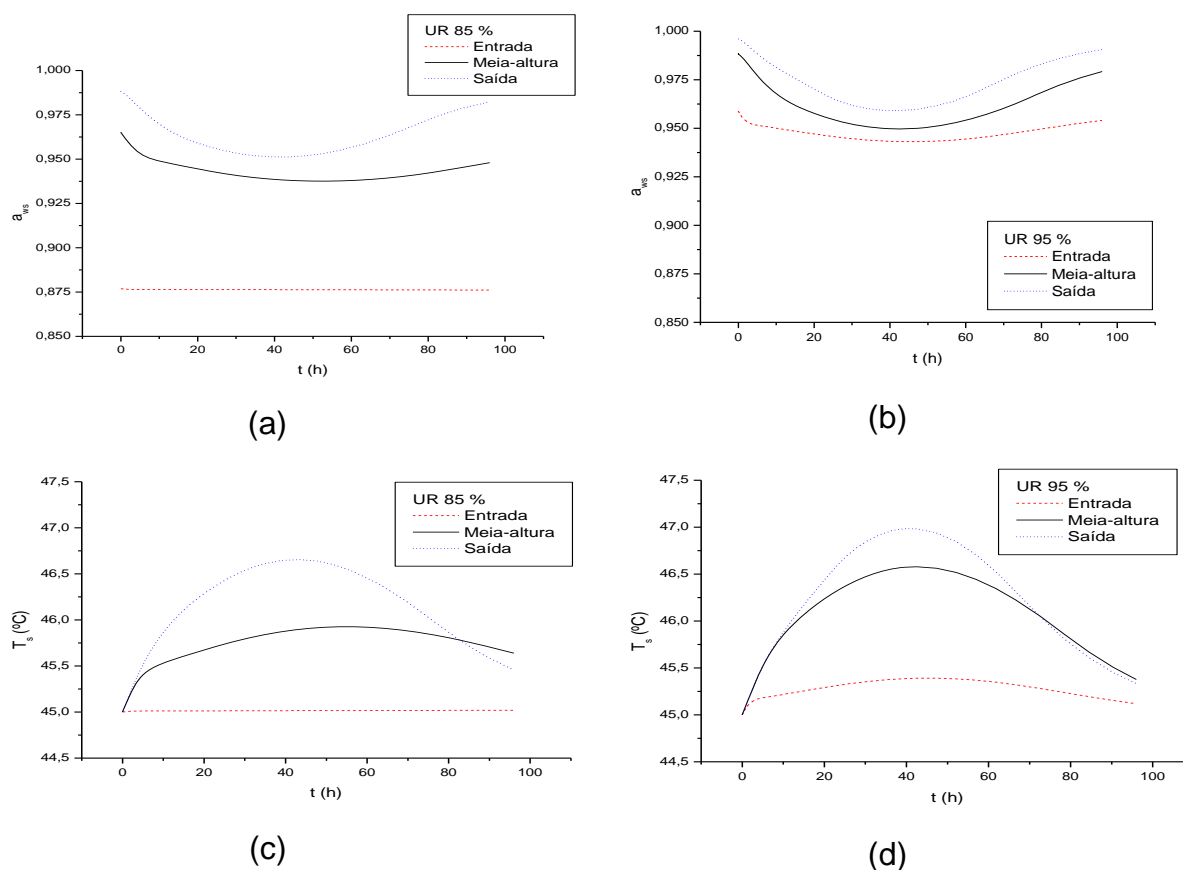 UR 85 %
Entrada
Meia-altura
Saída
1,000
0,975
0,950
0,925
0,900
0,875
0,850
a_ws
0 20 40 60 80 100
t (h)
(a)
1,000
0,975
0,950
0,925
0,900
0,875
0,850
a_ws
UR 95 %
Entrada
Meia-altura
Saída
0 20 40 60 80 100
t (h)
(b)
47,5
47,0
46,5
46,0
45,5
45,0
44,5
T_s (ºC)
UR 85 %
Entrada
Meia-altura
Saída
0 20 40 60 80 100
t (h)
(c)
47,5
47,0
46,5
46,0
45,5
45,0
44,5
T_s (ºC)
UR 95 %
Entrada
Meia-altura
Saída
0 20 40 60 80 100
t (h)
(d)